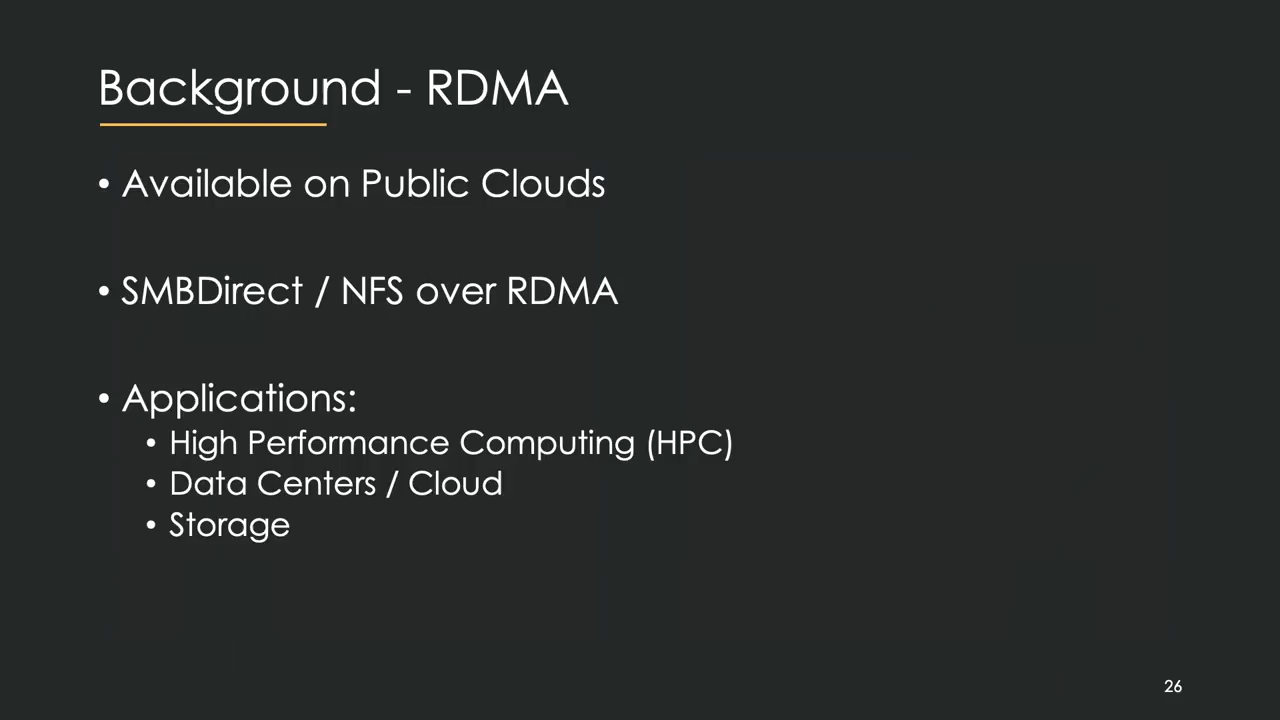 Background - RDMA
• Available on Public Clouds
• SMBDirect / NFS over RDMA
• Applications:
• High Performance Computing (HPC)
• Data Centers / Cloud
• Storage
26